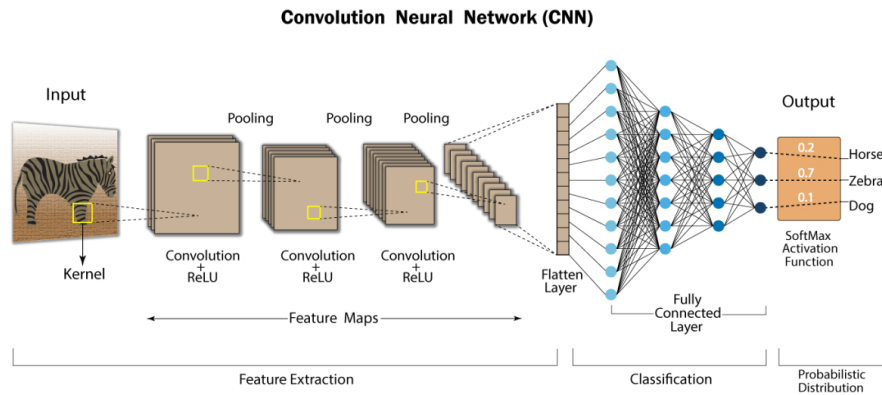 Convolution Neural Network (CNN)
Input
Pooling
Pooling
Pooling
Output
0.2
Horse
0.7
Zebra
0.1
Dog
Kernel
Convolution
+
ReLU
Convolution
+
ReLU
Convolution
+
ReLU
Flatten
Layer
SoftMax
Activation
Function
Feature Maps
Fully
Connected
Layer
Feature Extraction
Classification
Probabilistic
Distribution